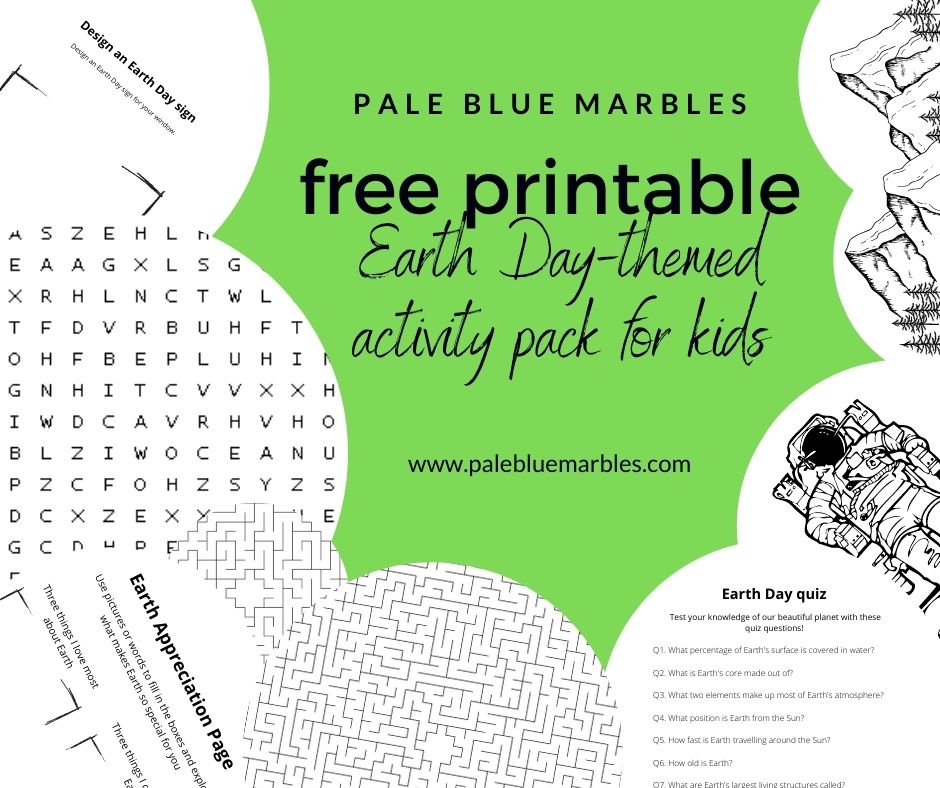 Design an Earth Day sign
Design an Earth Day sign for your window.
PALE BLUE MARBLES
free printable
Earth Day-themed
activity pack for kids
www.palebluemarbles.com
A S Z E H L
E A A G X L S G
X R H L N C T W L
T F D V R B U H F T
O H F B E P L U H I
G N H I T C V V X X H
I W D C A V R H V H O
B L Z I W O C E A N U
P Z C F O H Z S Y Z S
D C X Z E X E
G C
Earth Appreciation Page
Use pictures or words to fill in the boxes and
what makes Earth so special for you
Three things I love most
about Earth
Three things I
Earth Day quiz
Test your knowledge of our beautiful planet with these
quiz questions!
Q1. What percentage of Earth's surface is covered in water?
Q2. What is Earth's core made out of?
Q3. What two elements make up most of Earth's atmosphere?
Q4. What position is Earth from the Sun?
Q5. How fast is Earth travelling around the Sun?
Q6. How old is Earth?
Q7. What are Earth's largest living structures called?